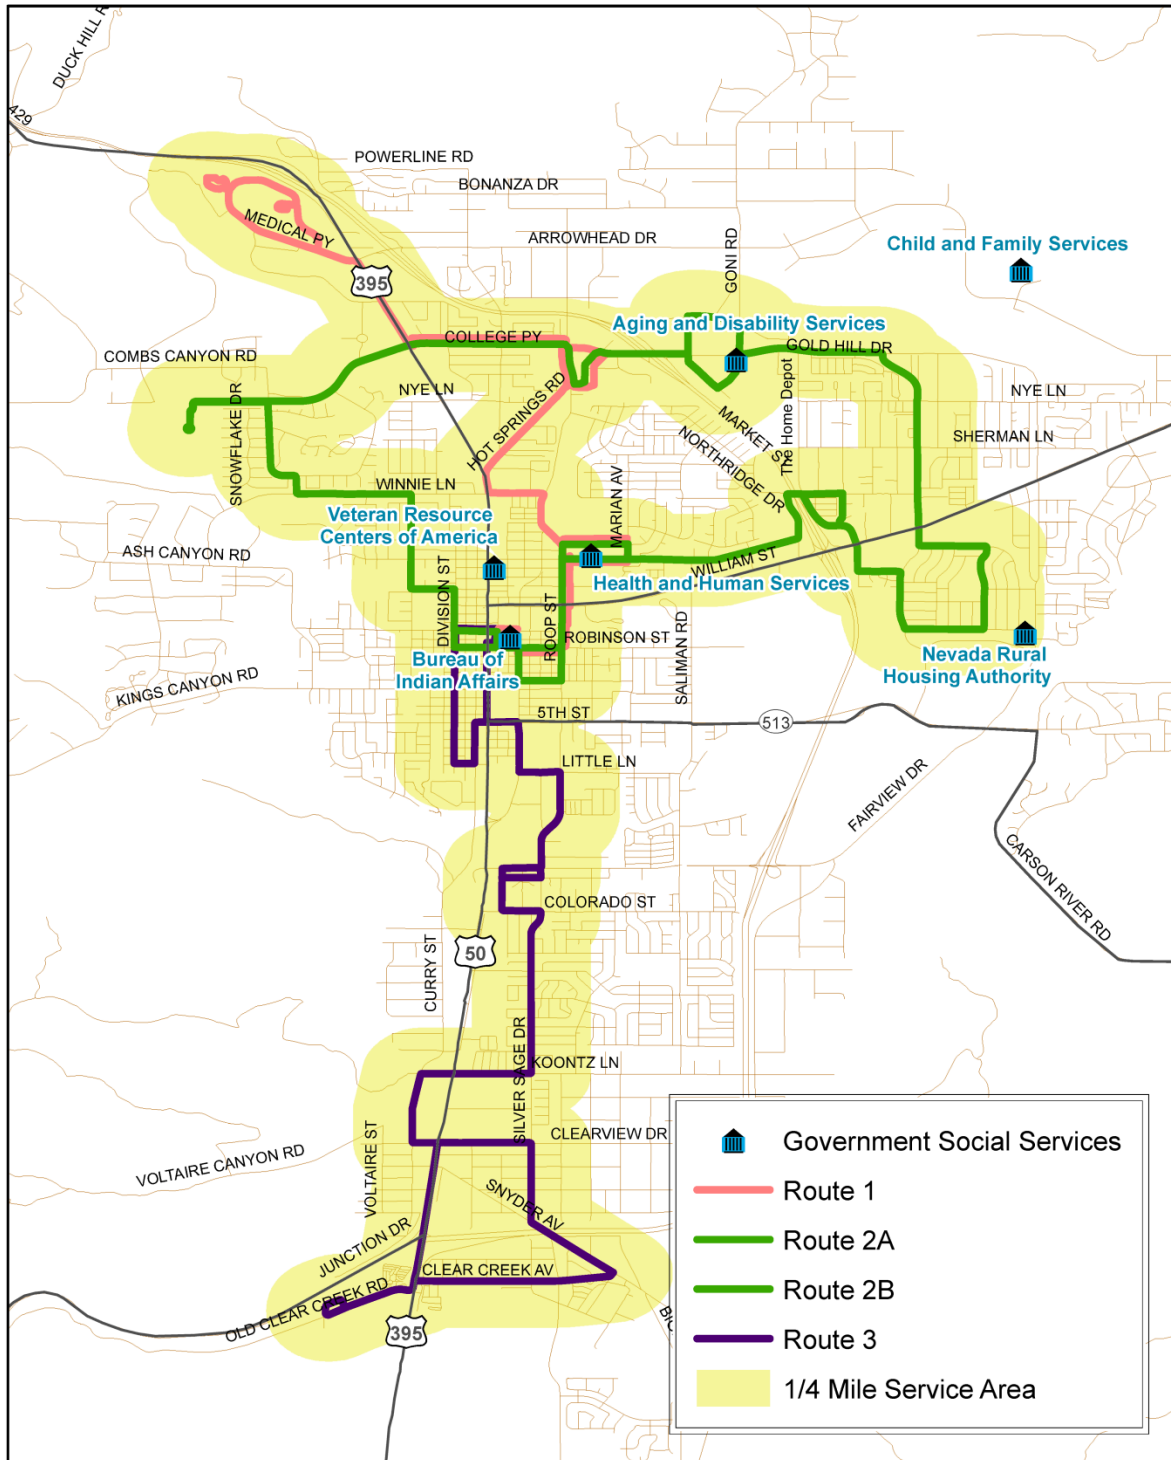 DUCK HILL R
429
POWERLINE RD
BONANZA DR
MEDICAL PY
ARROWHEAD DR
GONI RD
Child and Family Services
395
Aging and Disability Services
COLLEGE PY
GOLD HILL DR
COMBS CANYON RD
NYE LN
NYE LN
SNOWFLAKE DR
HOT SPRINGS RD
The Home Depot
MARKET ST
NORTHRIDGE DR
SHERMAN LN
WINNIE LN
MARIAN AV
Veteran Resource
Centers of America
ASH CANYON RD
WILLIAM ST
Health and Human Services
DIVISION ST
ROOP ST
ROBINSON ST
SALIMAN RD
Bureau of
Indian Affairs
Nevada Rural
Housing Authority
KINGS CANYON RD
5TH ST
513
LITTLE LN
FAIRVIEW DR
CARSON RIVER RD
COLORADO ST
50
CURRY ST
SILVER SAGE DR
KOONTZ LN
CLEARVIEW DR
VOLTAIRE ST
VOLTAIRE CANYON RD
SNYDER AV
JUNCTION DR
CLEAR CREEK AV
OLD CLEAR CREEK RD
395
Government Social Services
Route 1
Route 2A
Route 2B
Route 3
1/4 Mile Service Area